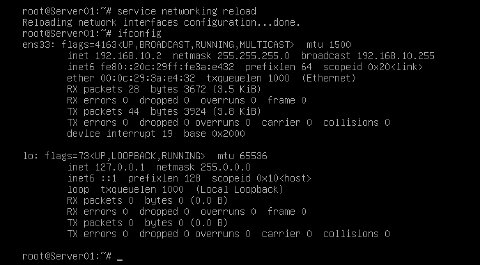 root@Server01:~# service networking reload
Reloading network interfaces configuration...done.
root@Server01:~# ifconfig
ens33: flags=4163<UP,BROADCAST,RUNNING,MULTICAST>  mtu 1500
        inet 192.168.10.2  netmask 255.255.255.0  broadcast 192.168.10.255
        inet6 fe80::20c:29ff:fe3a:e432  prefixlen 64  scopeid 0x20<link>
        ether 00:0c:29:3a:e4:32  txqueuelen 1000  (Ethernet)
        RX packets 28  bytes 3672 (3.5 KiB)
        RX errors 0  dropped 0  overruns 0  frame 0
        TX packets 44  bytes 3924 (3.8 KiB)
        TX errors 0  dropped 0 overruns 0  carrier 0  collisions 0
        device interrupt 19  base 0x2000
lo: flags=73<UP,LOOPBACK,RUNNING>  mtu 65536
        inet 127.0.0.1  netmask 255.0.0.0
        inet6 ::1  prefixlen 128  scopeid 0x10<host>
        loop  txqueuelen 1000  (Local Loopback)
        RX packets 0  bytes 0 (0.0 B)
        RX errors 0  dropped 0  overruns 0  frame 0
        TX packets 0  bytes 0 (0.0 B)
        TX errors 0  dropped 0 overruns 0  carrier 0  collisions 0
root@Server01:~# _